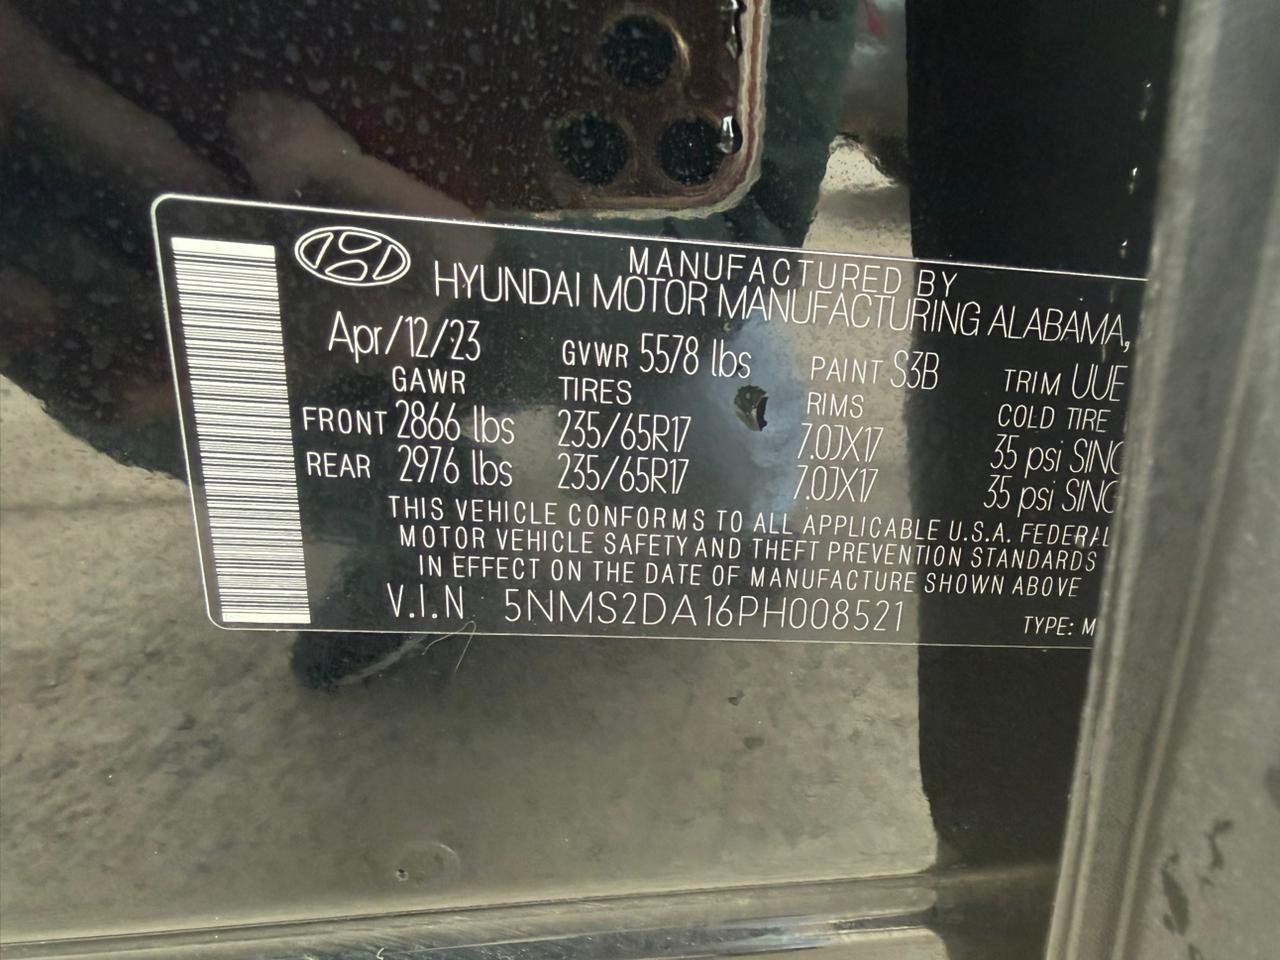 MANUFACTURED BY
HYUNDAI MOTOR MANUFACTURING ALABAMA,
Apr/12/23 GVWR 5578 lbs PAINT S3B TRIM UUE
GAWR TIRES RIMS COLD TIRE
FRONT 2866 lbs 235/65R17 7.0JX17 35 psi SING
REAR 2976 lbs 235/65R17 7.0JX17 35 psi SING
THIS VEHICLE CONFORMS TO ALL APPLICABLE U.S.A. FEDERAL
MOTOR VEHICLE SAFETY AND THEFT PREVENTION STANDARDS
IN EFFECT ON THE DATE OF MANUFACTURE SHOWN ABOVE
V.I.N 5NMS2DA16PH008521 TYPE: M